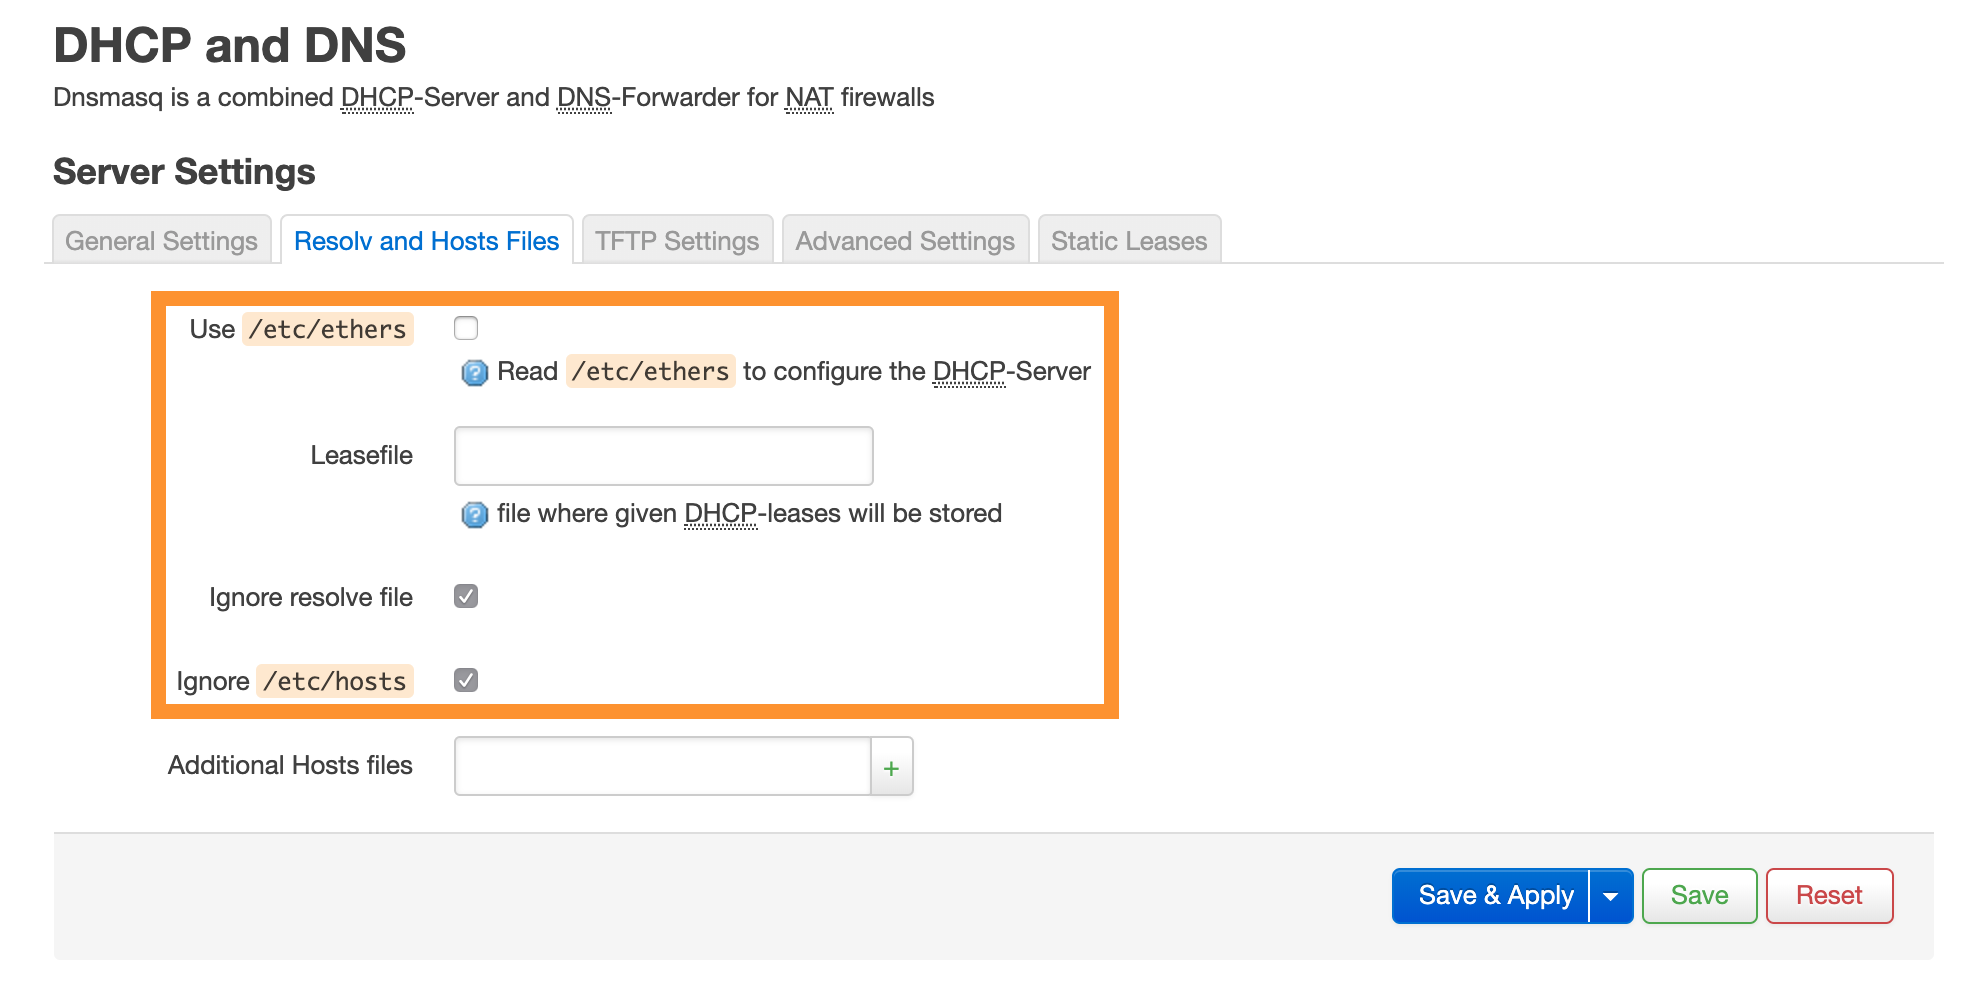 DHCP and DNS
Dnsmasq is a combined DHCP-Server and DNS-Forwarder for NAT firewalls
Server Settings
General Settings Resolv and Hosts Files TFTP Settings Advanced Settings Static Leases
Use /etc/ethers
? Read /etc/ethers to configure the DHCP-Server
Leasefile
? file where given DHCP-leases will be stored
Ignore resolve file
Ignore /etc/hosts
Additional Hosts files +
Save & Apply Save Reset